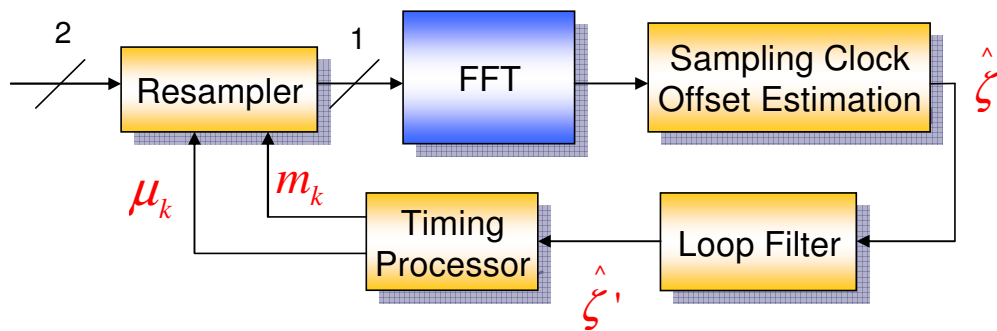 2
Resampler
1
FFT
Sampling Clock
Offset Estimation
ζ̂
μₖ
mₖ
Timing
Processor
Loop Filter
ζ̂'